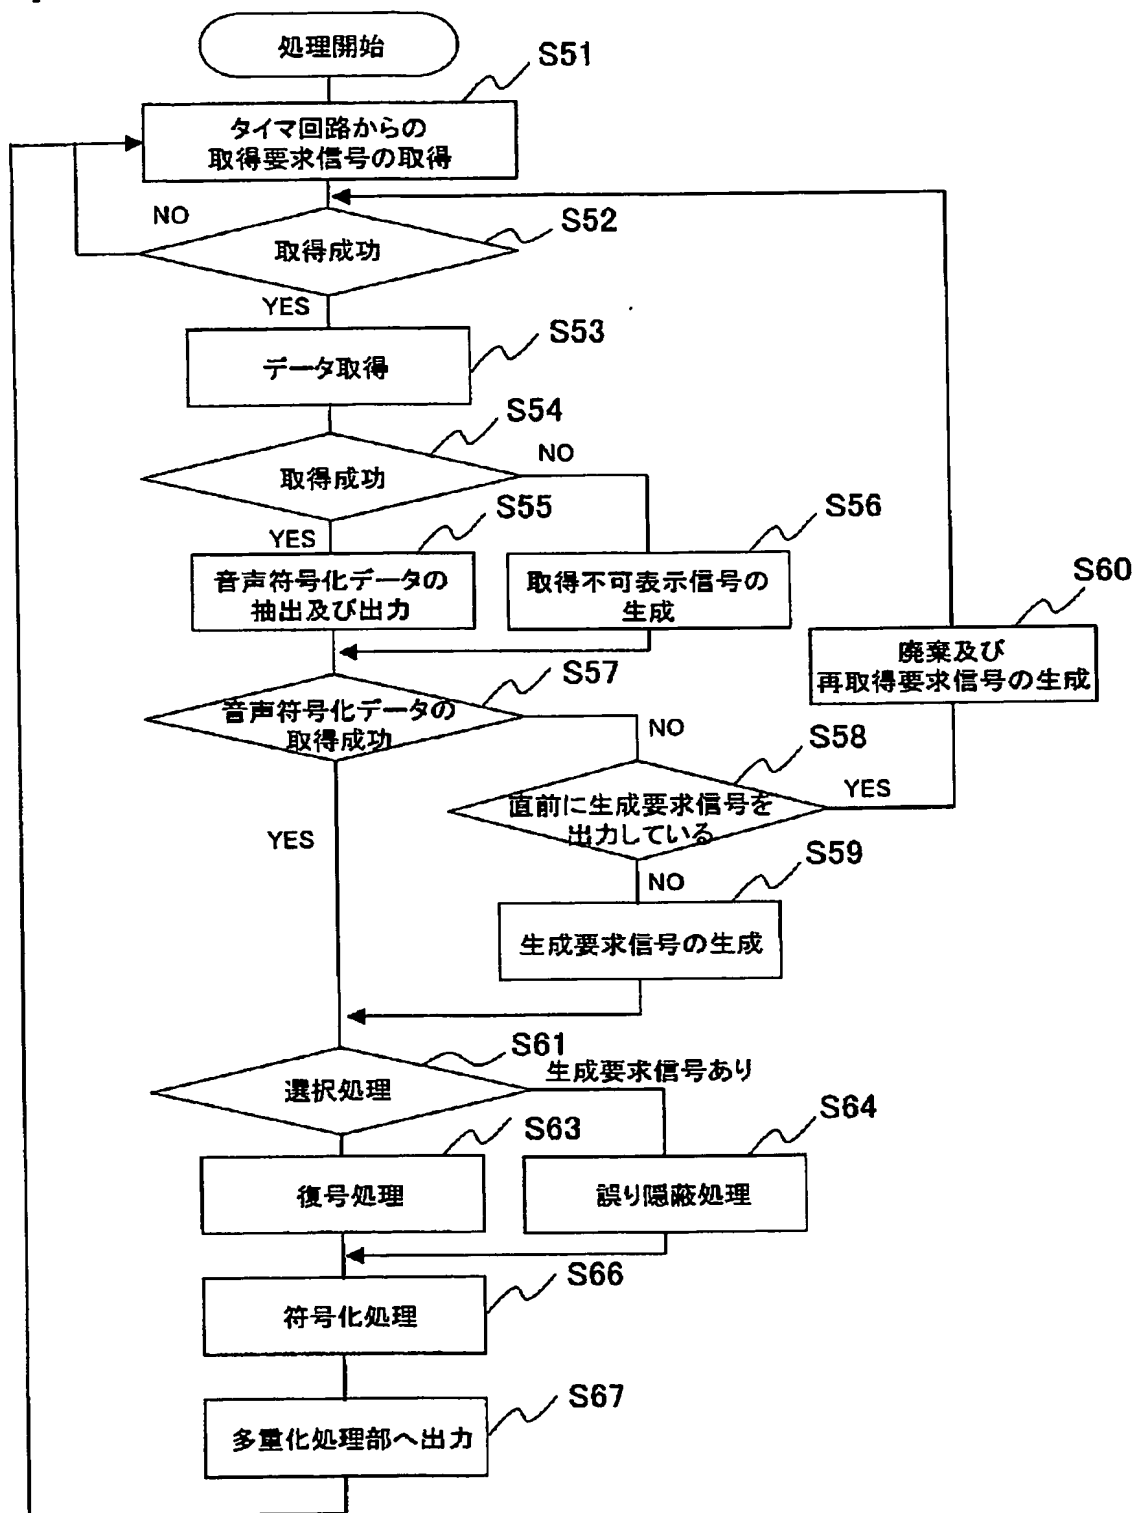 処理開始
S51
タイマ回路からの
取得要求信号の取得
NO
S52
取得成功
YES
S53
データ取得
S54
取得成功
NO
YES
S55
音声符号化データの
抽出及び出力
S56
取得不可表示信号の
生成
S60
廃棄及び
再取得要求信号の生成
S57
音声符号化データの
取得成功
NO
YES
S58
直前に生成要求信号を
出力している
YES
NO
S59
生成要求信号の生成
S61
選択処理
生成要求信号あり
S63
復号処理
S64
誤り隠蔽処理
S66
符号化処理
S67
多重化処理部へ出力